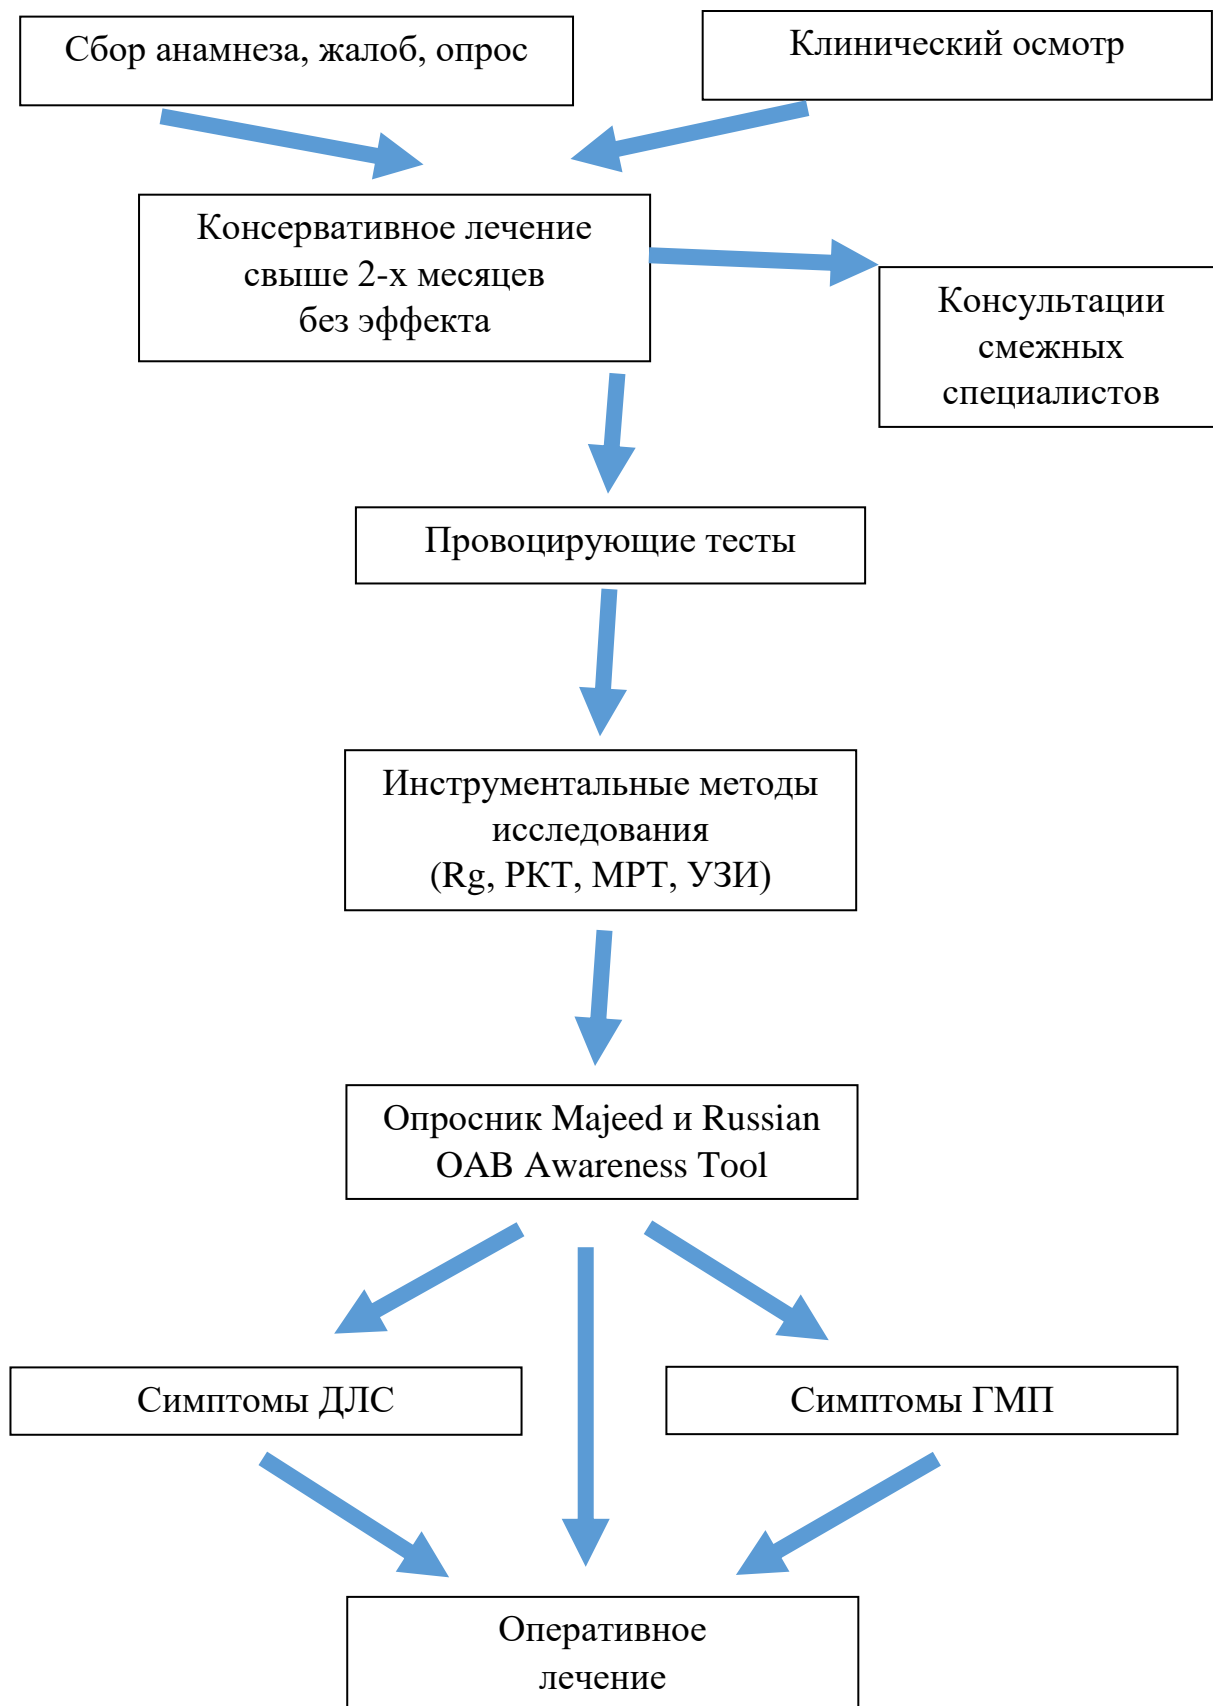 Сбор анамнеза, жалоб, опрос
Клинический осмотр
Консервативное лечение
свыше 2-х месяцев
без эффекта
Консультации
смежных
специалистов
Провоцирующие тесты
Инструментальные методы
исследования
(Rg, РКТ, МРТ, УЗИ)
Опросник Majeed и Russian
OAB Awareness Tool
Симптомы ДЛС
Симптомы ГМП
Оперативное
лечение